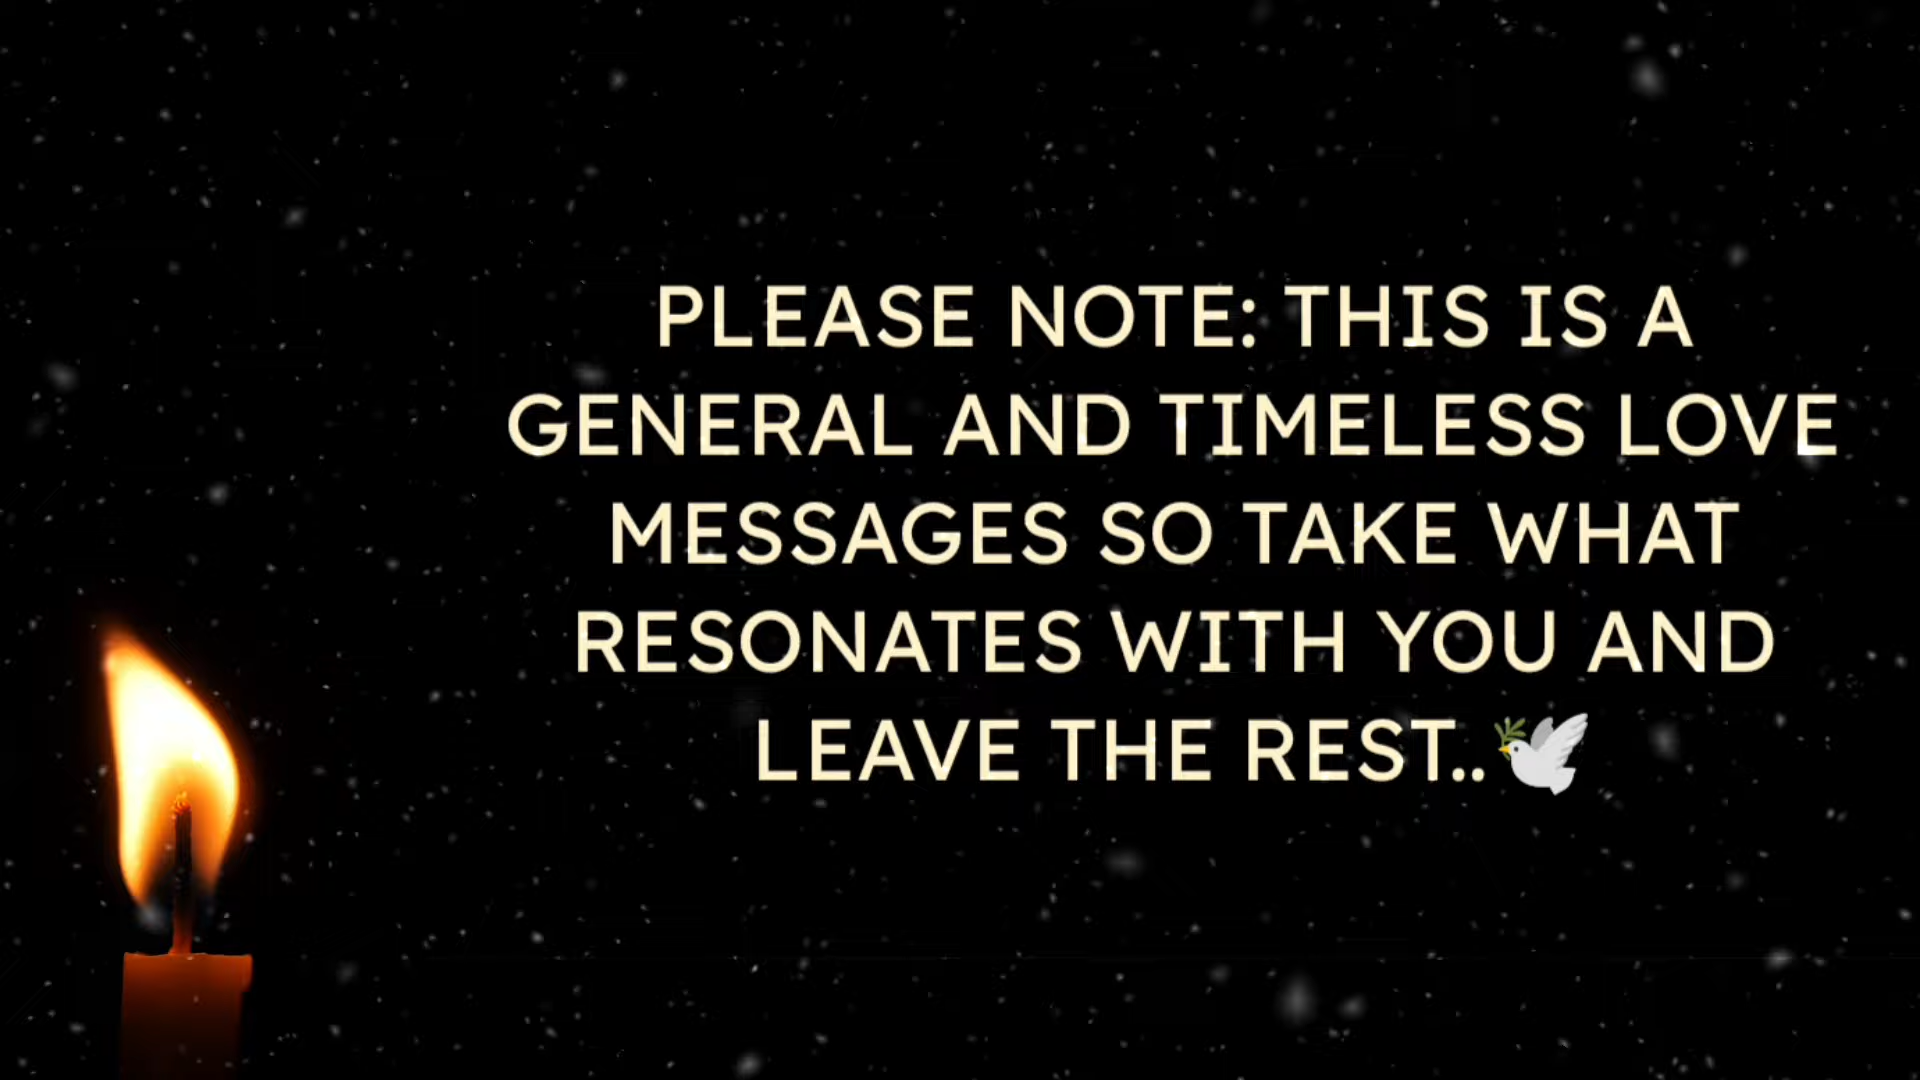 PLEASE NOTE: THIS IS A
GENERAL AND TIMELESS LOVE
MESSAGES SO TAKE WHAT
RESONATES WITH YOU AND
LEAVE THE REST..🕊️